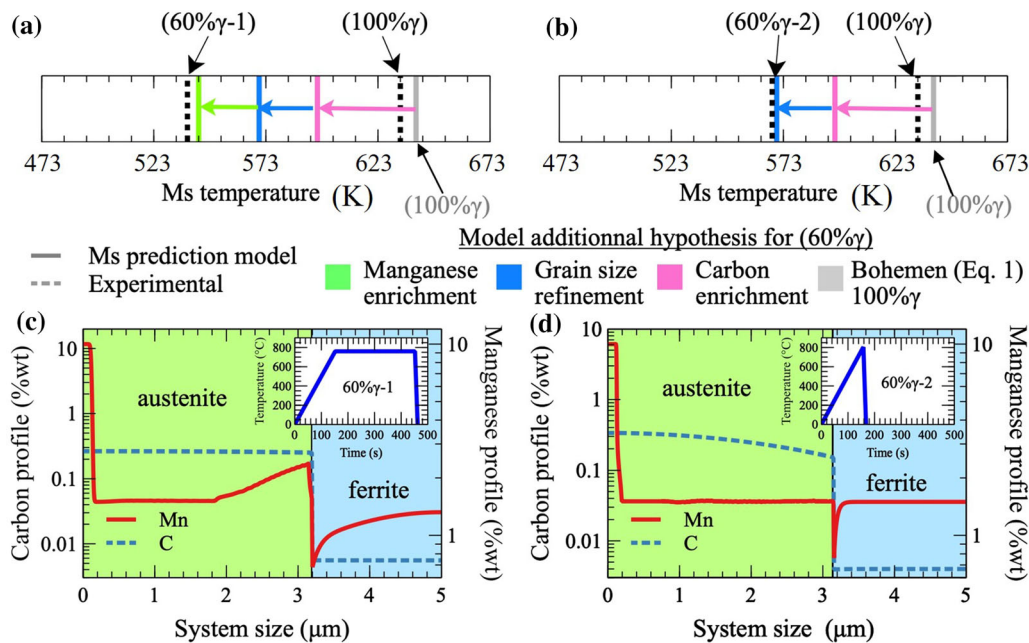 (a) (60%γ-1) (100%γ)
473 523 573 623 673
Ms temperature (K)
(100%γ)
(b) (60%γ-2) (100%γ)
473 523 573 623 673
Ms temperature (K)
(100%γ)
Model additionnal hypothesis for (60%γ)
Ms prediction model
Experimental
Manganese enrichment
Grain size refinement
Carbon enrichment
Bohemen (Eq. 1) 100%γ
(c)
Carbon profile (%wt)
10
1
0.1
0.01
austenite
ferrite
Mn
C
Temperature (°C)
800
600
400
200
0
60%γ-1
0 100 200 300 400 500
Time (s)
Manganese profile (%wt)
10
1
0 1 2 3 4 5
System size (μm)
(d)
Carbon profile (%wt)
10
1
0.1
0.01
austenite
ferrite
Mn
C
Temperature (°C)
800
600
400
200
0
60%γ-2
0 100 200 300 400 500
Time (s)
Manganese profile (%wt)
10
1
0 1 2 3 4 5
System size (μm)